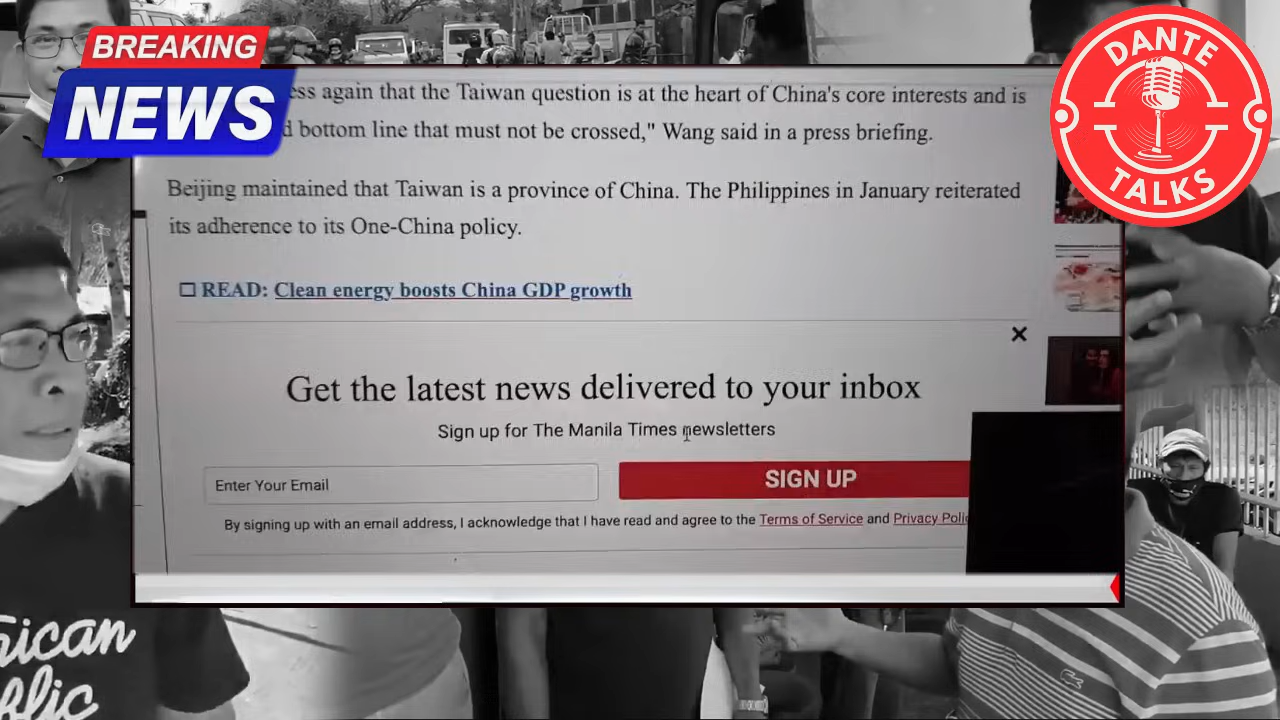 BREAKING
NEWS
DANTE
TALKS
again that the Taiwan question is at the heart of China's core interests and is
bottom line that must not be crossed," Wang said in a press briefing.
Beijing maintained that Taiwan is a province of China. The Philippines in January reiterated
its adherence to its One-China policy.
READ: Clean energy boosts China GDP growth
Get the latest news delivered to your inbox
Sign up for The Manila Times newsletters
Enter Your Email
SIGN UP
By signing up with an email address, I acknowledge that I have read and agree to the Terms of Service and Privacy